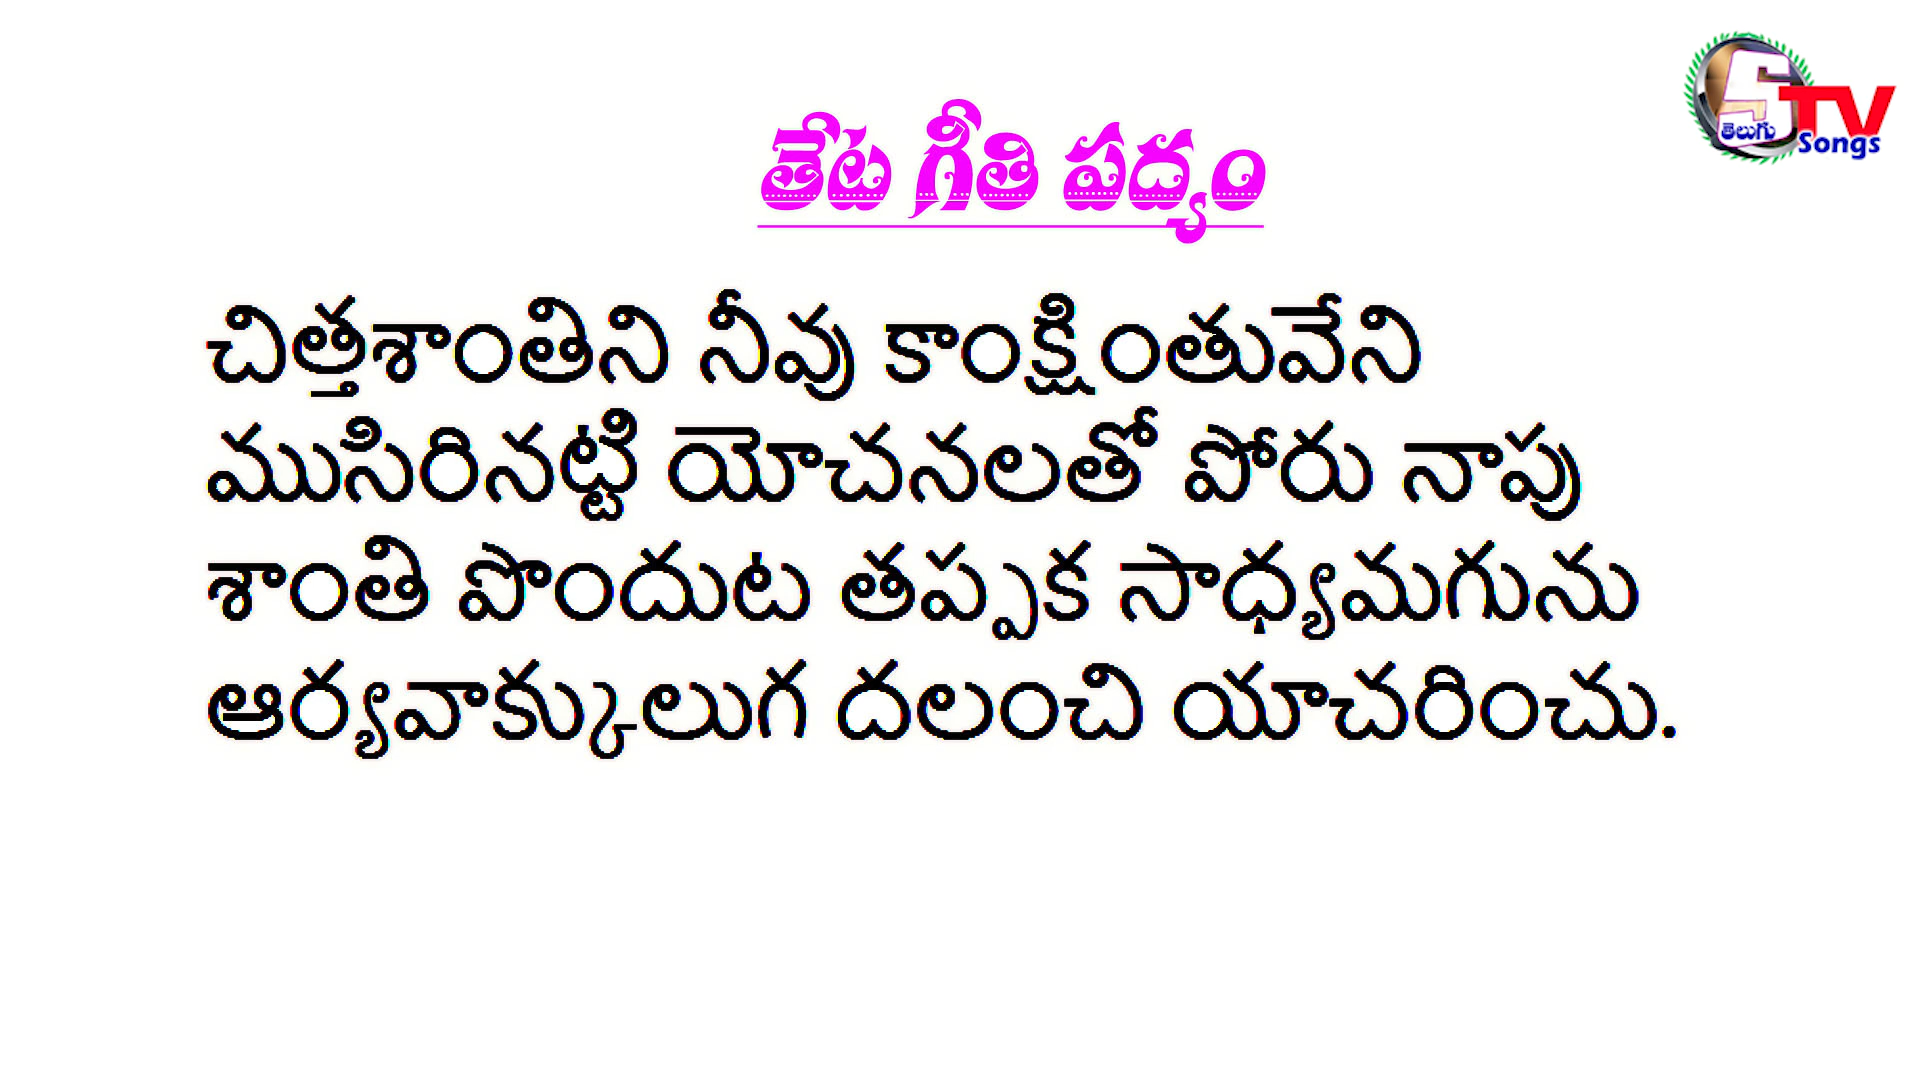 తేట గీతి పద్యం
చిత్తశాంతిని నీవు కాంక్షింతువేని
ముసిరినట్టి యోచనలతో పోరు నాపు
శాంతి పొందుట తప్పక సాధ్యమగును
ఆర్యవాక్కులుగ దలంచి యాచరించు.
S TV
తెలుగు Songs